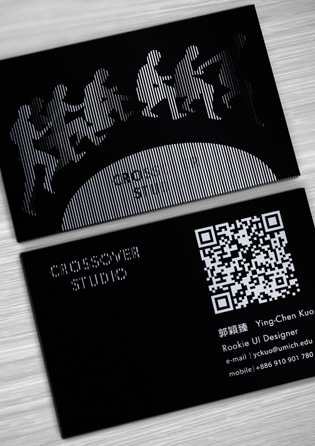 CROSSOVER
STUDIO
CROSSOVER
STUDIO
郭穎臻 Ying-Chen Kuo
Rookie UI Designer
e-mail | yckuo@umich.edu
mobile | +886 910 901 780